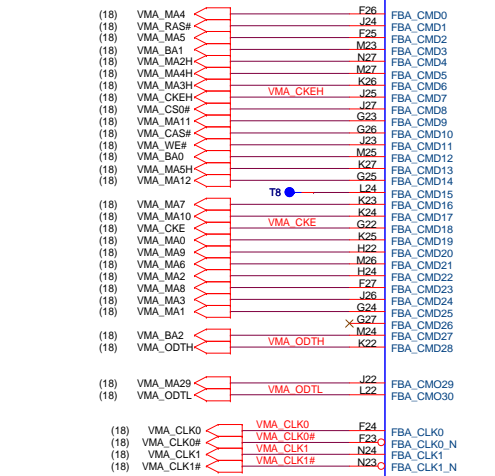 (18) VMA_MA4 F26 FBA_CMD0
(18) VMA_RAS# J24 FBA_CMD1
(18) VMA_MA5 F25 FBA_CMD2
(18) VMA_BA1 M23 FBA_CMD3
(18) VMA_MA2H N27 FBA_CMD4
(18) VMA_MA4H M27 FBA_CMD5
(18) VMA_MA3H K26 FBA_CMD6
(18) VMA_CKEH VMA_CKEH J25 FBA_CMD7
(18) VMA_CS0# J27 FBA_CMD8
(18) VMA_MA11 G23 FBA_CMD9
(18) VMA_CAS# G26 FBA_CMD10
(18) VMA_WE# J23 FBA_CMD11
(18) VMA_BA0 M25 FBA_CMD12
(18) VMA_MA5H K27 FBA_CMD13
(18) VMA_MA12 G25 FBA_CMD14
T8 L24 FBA_CMD15
(18) VMA_MA7 K23 FBA_CMD16
(18) VMA_MA10 K24 FBA_CMD17
(18) VMA_CKE VMA_CKE G22 FBA_CMD18
(18) VMA_MA0 K25 FBA_CMD19
(18) VMA_MA9 H22 FBA_CMD20
(18) VMA_MA6 M26 FBA_CMD21
(18) VMA_MA2 H24 FBA_CMD22
(18) VMA_MA8 F27 FBA_CMD23
(18) VMA_MA3 J26 FBA_CMD24
(18) VMA_MA1 G24 FBA_CMD25
G27 FBA_CMD26
(18) VMA_BA2 M24 FBA_CMD27
(18) VMA_ODTH VMA_ODTH K22 FBA_CMD28
(18) VMA_MA29 J22 FBA_CMO29
(18) VMA_ODTL VMA_ODTL L22 FBA_CMO30
(18) VMA_CLK0 VMA_CLK0 F24 FBA_CLK0
(18) VMA_CLK0# VMA_CLK0# F23 FBA_CLK0_N
(18) VMA_CLK1 VMA_CLK1 N24 FBA_CLK1
(18) VMA_CLK1# VMA_CLK1# N23 FBA_CLK1_N